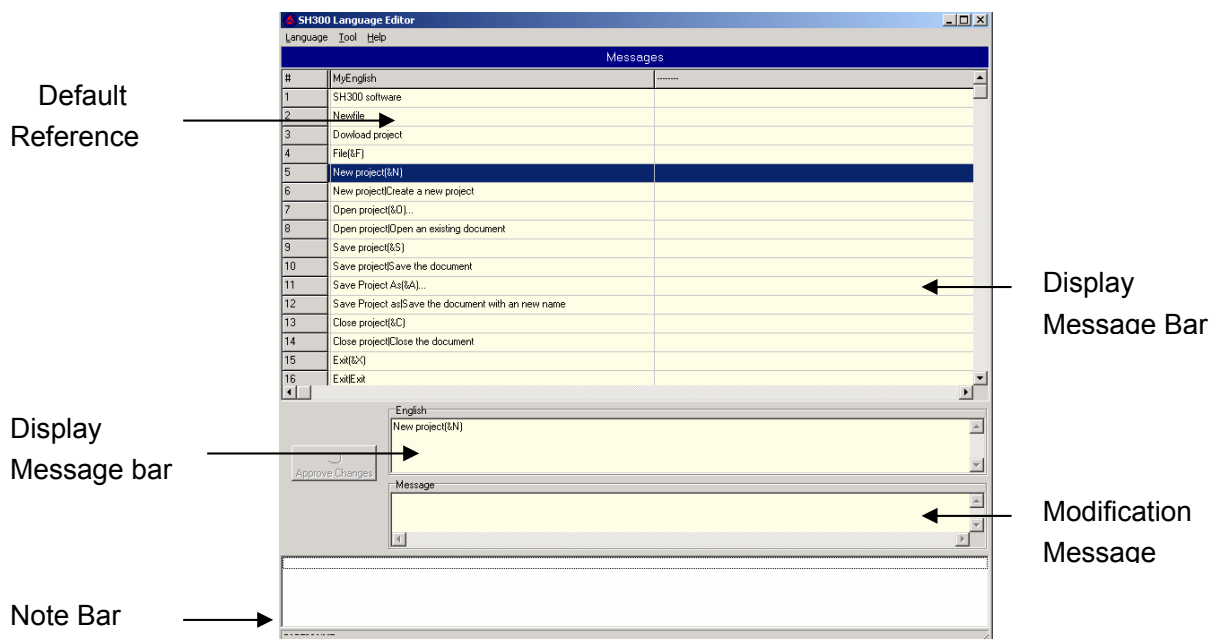 SH300 Language Editor
Language Tool Help
Messages
# MyEnglish --------
1 SH300 software
2 Newfile
3 Dowload project
4 File(&F)
5 New project(&N)
6 New project|Create a new project
7 Open project(&O)...
8 Open project|Open an existing document
9 Save project(&S)
10 Save project|Save the document
11 Save Project As(&A)...
12 Save Project as|Save the document with an new name
13 Close project(&C)
14 Close project|Close the document
15 Exit(&X)
16 Exit|Exit
Default
Reference
Display
Message Bar
English
New project(&N)
Approve Changes
Message
Display
Message bar
Modification
Message
Note Bar